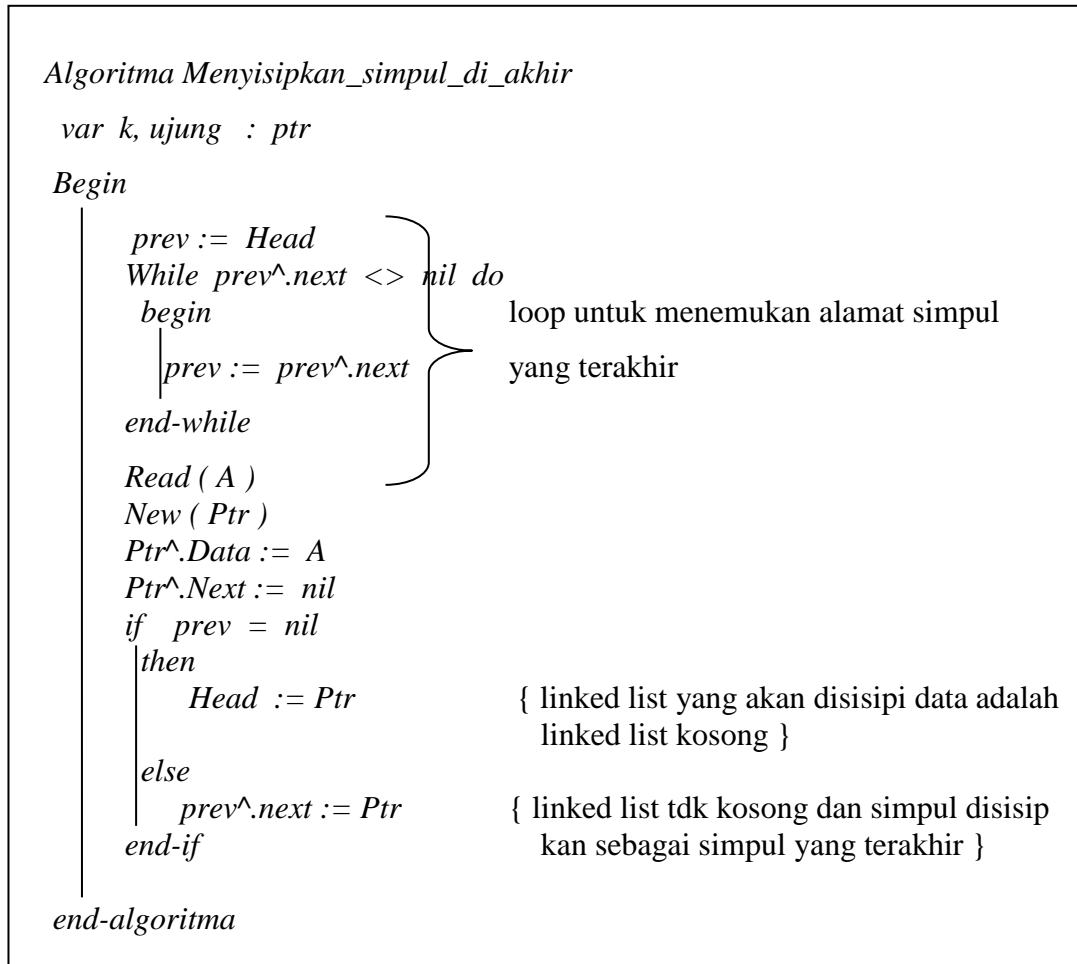 Algoritma Menyisipkan_simpul_di_akhir
var k, ujung : ptr
Begin
prev := Head
While prev^.next <> nil do
begin
loop untuk menemukan alamat simpul
prev := prev^.next
yang terakhir
end-while
Read ( A )
New ( Ptr )
Ptr^.Data := A
Ptr^.Next := nil
if prev = nil
then
Head := Ptr { linked list yang akan disisipi data adalah
linked list kosong }
else
prev^.next := Ptr { linked list tdk kosong dan simpul disisip
end-if kan sebagai simpul yang terakhir }
end-algoritma